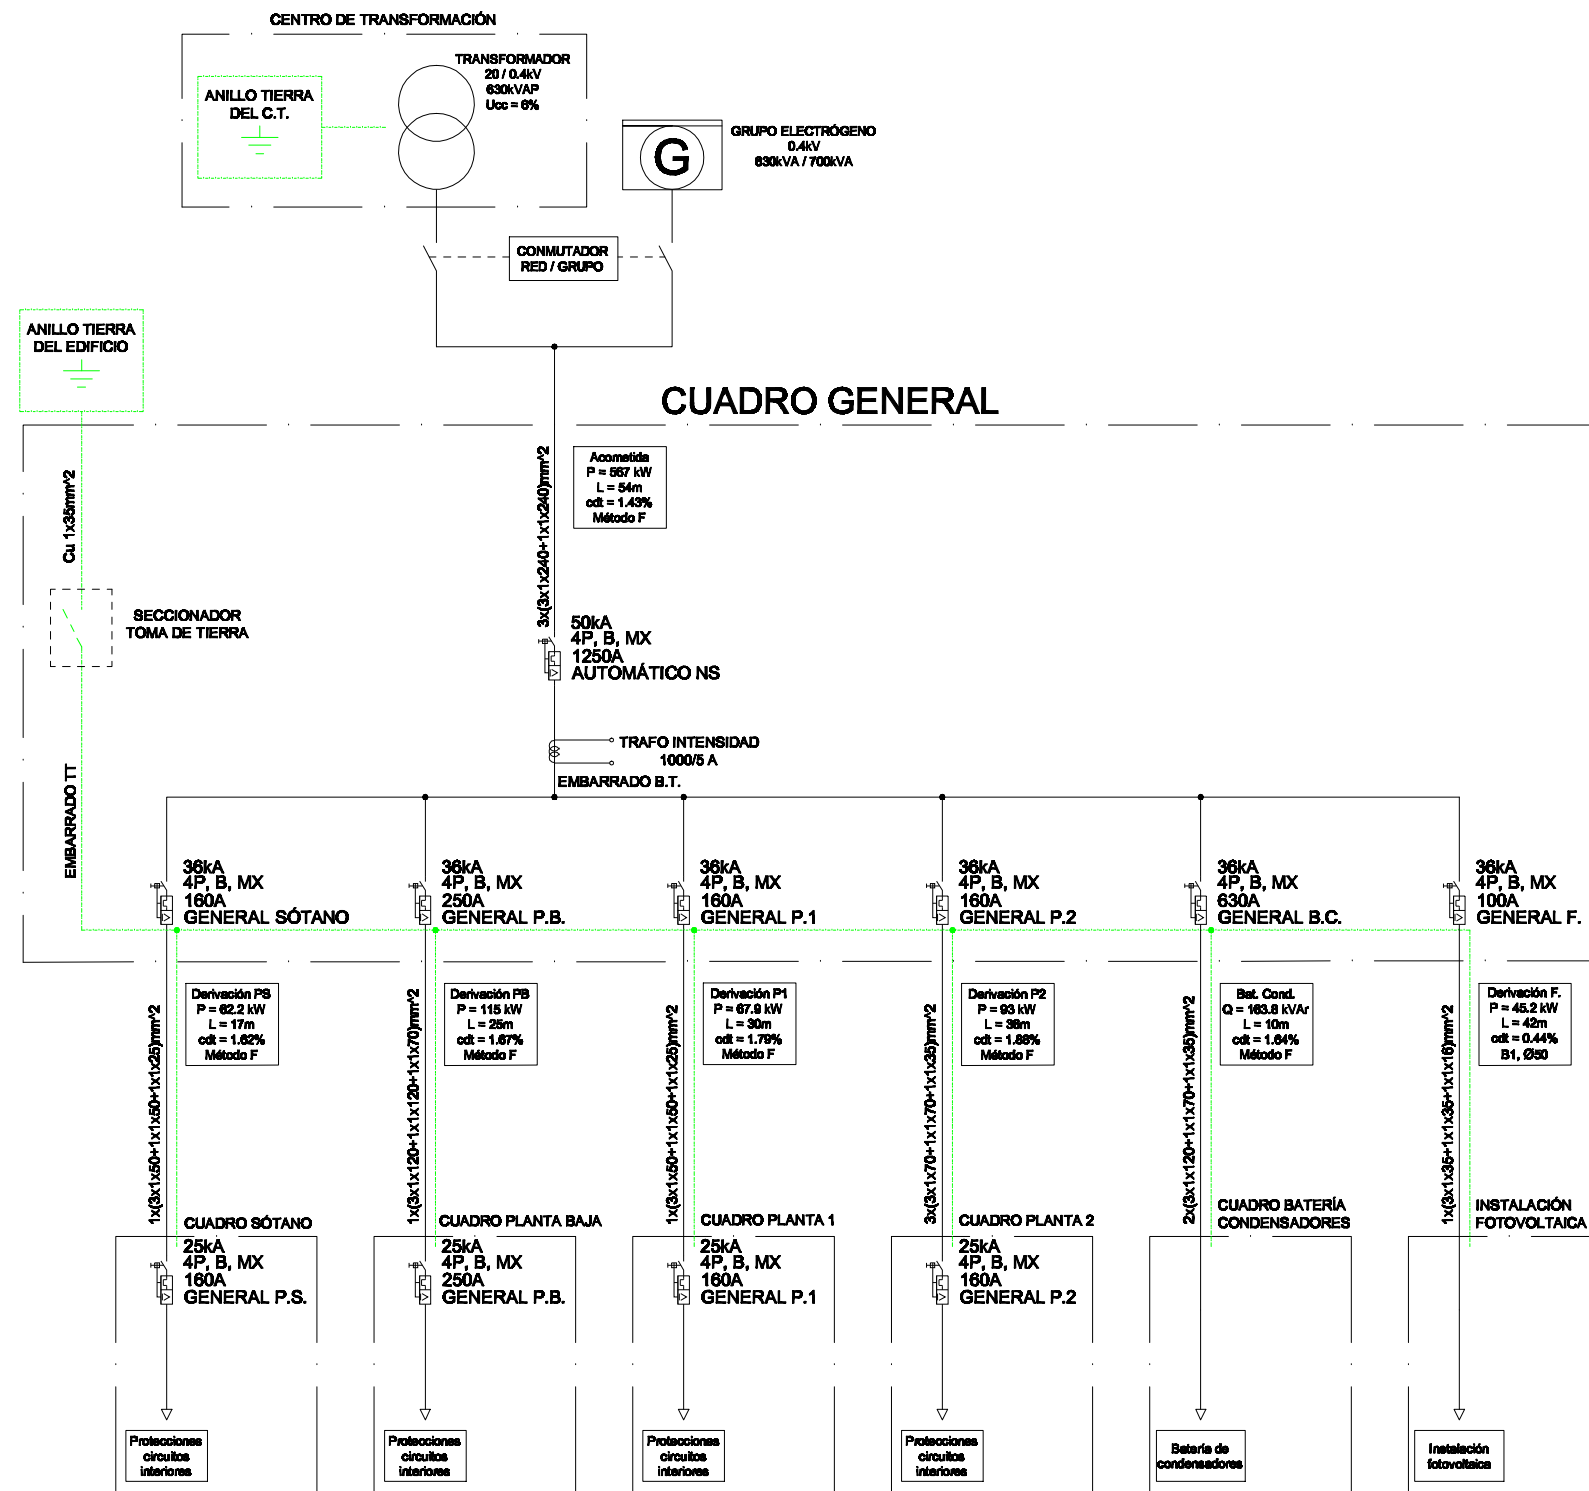 CENTRO DE TRANSFORMACIÓN
TRANSFORMADOR
20 / 0.4kV
630kVAP
Ucc = 6%
ANILLO TIERRA
DEL C.T.
G
GRUPO ELECTRÓGENO
0.4kV
630kVA / 700kVA
CONMUTADOR
RED / GRUPO
ANILLO TIERRA
DEL EDIFICIO
CUADRO GENERAL
Cu 1x35mm^2
3x(3x1x240+1x1x240)mm^2
Acometida
P = 567 kW
L = 54m
cdt = 1.43%
Método F
SECCIONADOR
TOMA DE TIERRA
50kA
4P, B, MX
1250A
AUTOMÁTICO NS
TRAFO INTENSIDAD
1000/5 A
EMBARRADO B.T.
EMBARRADO TT
36kA
4P, B, MX
160A
GENERAL SÓTANO
36kA
4P, B, MX
250A
GENERAL P.B.
36kA
4P, B, MX
160A
GENERAL P.1
36kA
4P, B, MX
160A
GENERAL P.2
36kA
4P, B, MX
630A
GENERAL B.C.
36kA
4P, B, MX
100A
GENERAL F.
1x(3x1x50+1x1x50+1x1x25)mm^2
Derivación PS
P = 62.2 kW
L = 17m
cdt = 1.62%
Método F
1x(3x1x120+1x1x120+1x1x70)mm^2
Derivación PB
P = 115 kW
L = 25m
cdt = 1.67%
Método F
1x(3x1x50+1x1x50+1x1x25)mm^2
Derivación P1
P = 67.9 kW
L = 30m
cdt = 1.79%
Método F
3x(3x1x70+1x1x70+1x1x35)mm^2
Derivación P2
P = 93 kW
L = 38m
cdt = 1.88%
Método F
2x(3x1x120+1x1x70+1x1x35)mm^2
Bat. Cond.
Q = 163.8 kVAr
L = 10m
cdt = 1.64%
Método F
1x(3x1x35+1x1x35+1x1x16)mm^2
Derivación F.
P = 45.2 kW
L = 42m
cdt = 0.44%
B1, Ø50
CUADRO SÓTANO
25kA
4P, B, MX
160A
GENERAL P.S.
CUADRO PLANTA BAJA
25kA
4P, B, MX
250A
GENERAL P.B.
CUADRO PLANTA 1
25kA
4P, B, MX
160A
GENERAL P.1
CUADRO PLANTA 2
25kA
4P, B, MX
160A
GENERAL P.2
CUADRO BATERÍA
CONDENSADORES
INSTALACIÓN
FOTOVOLTAICA
Protecciones
circuitos
interiores
Protecciones
circuitos
interiores
Protecciones
circuitos
interiores
Protecciones
circuitos
interiores
Batería de
condensadores
Instalación
fotovoltaica